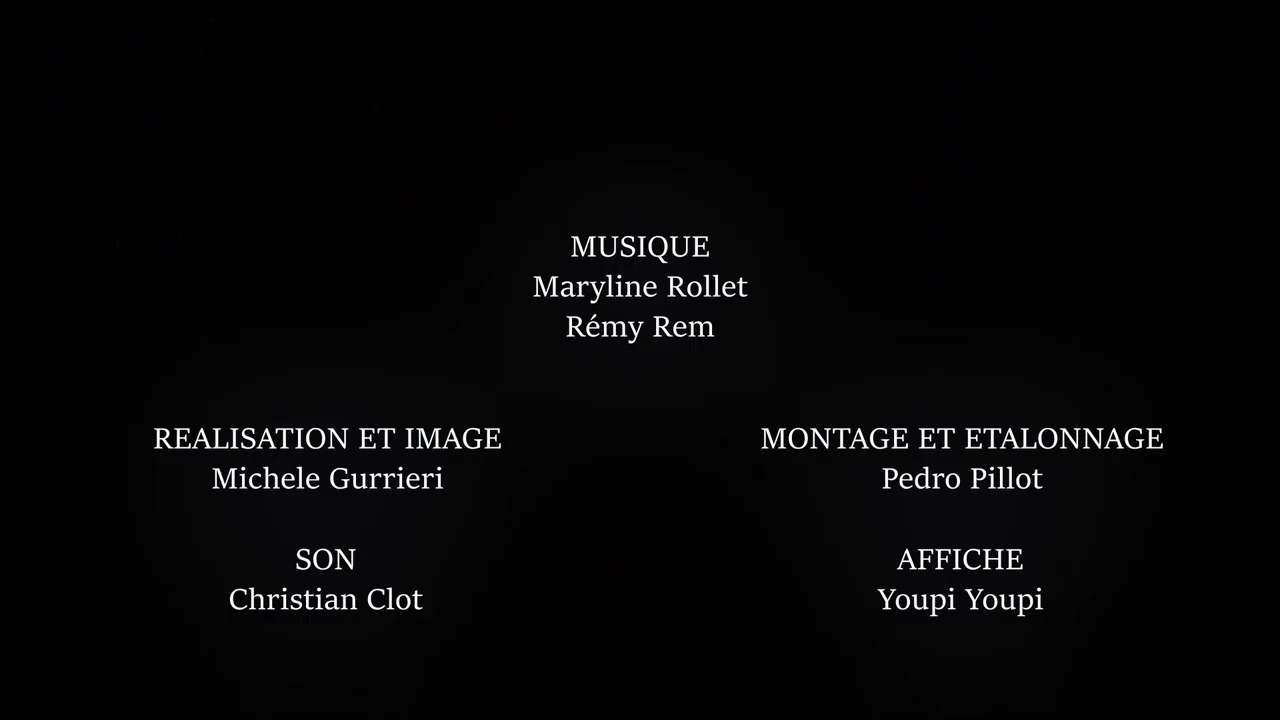 MUSIQUE
Maryline Rollet
Rémy Rem
REALISATION ET IMAGE
Michele Gurrieri
SON
Christian Clot
MONTAGE ET ETALONNAGE
Pedro Pillot
AFFICHE
Youpi Youpi